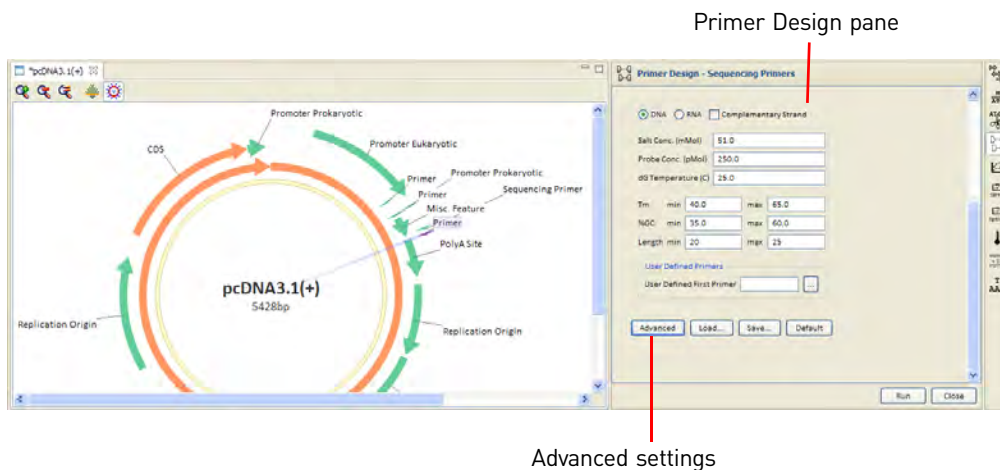 Primer Design pane
*pcDNA3.1(+)
Promoter Prokaryotic
CDS
Promoter Eukaryotic
Primer
Promoter Prokaryotic
Primer
Sequencing Primer
Misc. Feature
Primer
PolyA Site
pcDNA3.1(+)
5428bp
Replication Origin
Replication Origin
Primer Design - Sequencing Primers
DNA RNA Complementary Strand
Salt Conc. (mMol) 51.0
Probe Conc. (pMol) 250.0
dG Temperature (C) 25.0
Tm min 40.0 max 65.0
%GC min 35.0 max 60.0
Length min 20 max 25
User Defined Primers
User Defined First Primer ...
Advanced Load... Save... Default
Run Close
Advanced settings